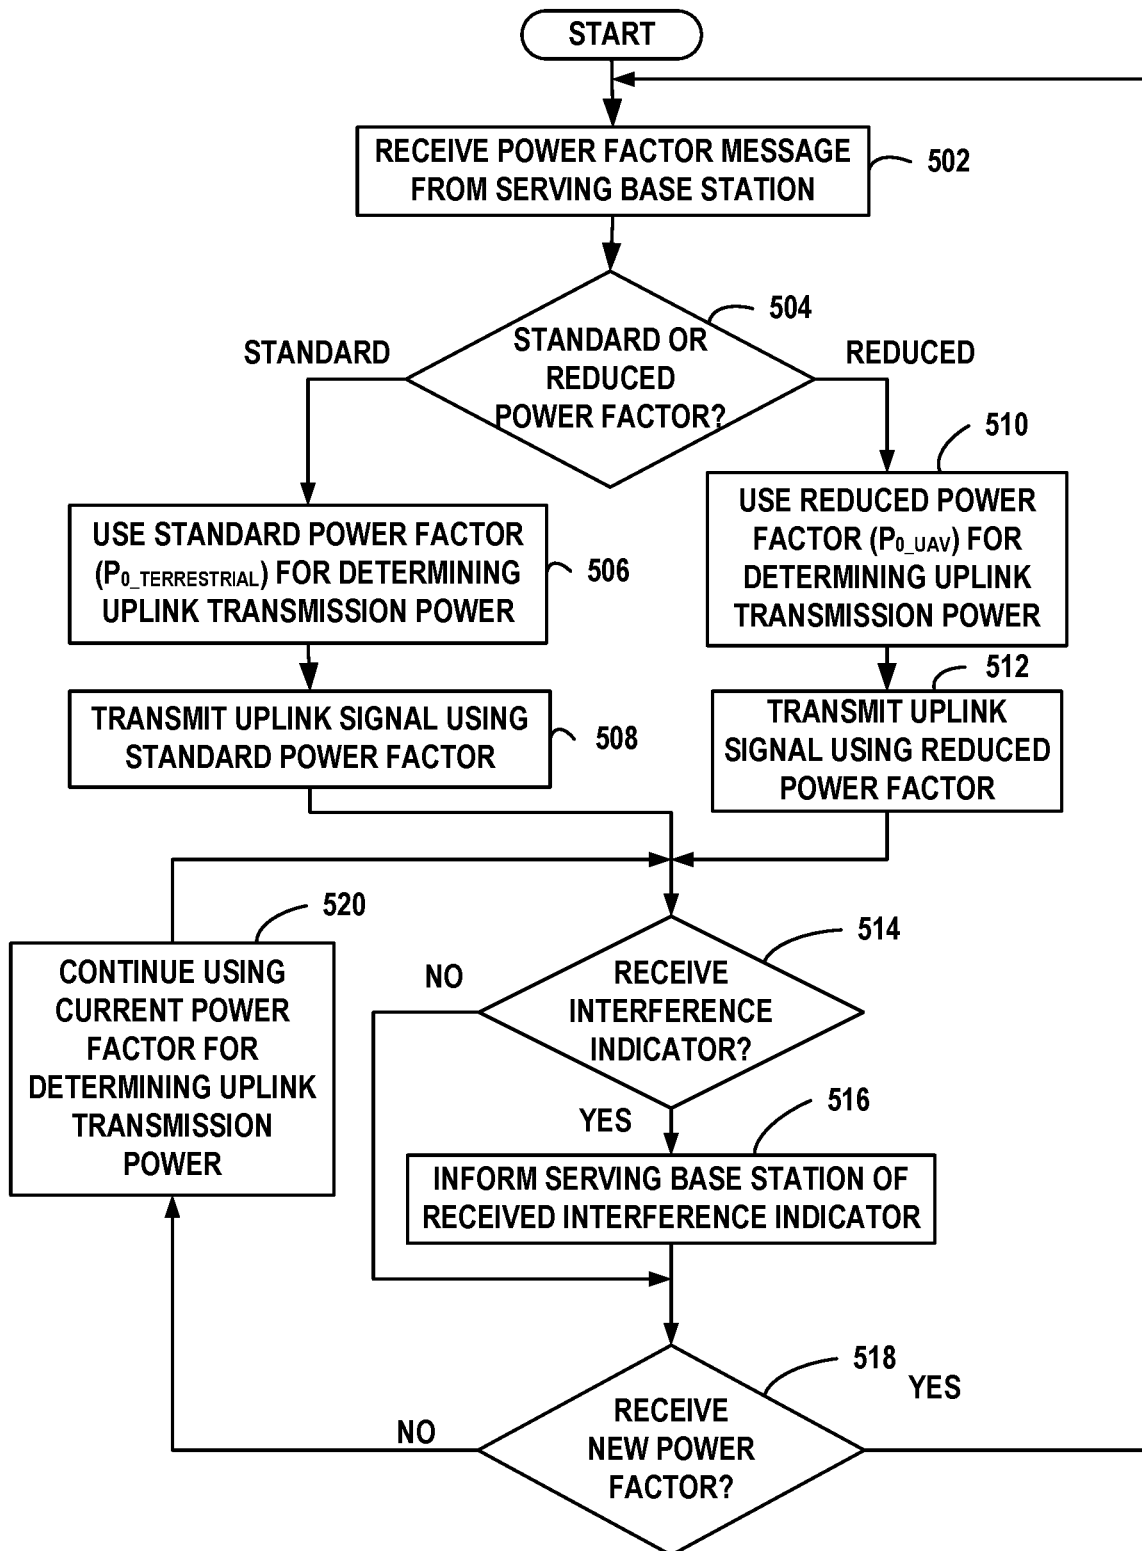 START
RECEIVE POWER FACTOR MESSAGE
FROM SERVING BASE STATION
502
504
STANDARD
STANDARD OR
REDUCED
POWER FACTOR?
REDUCED
510
USE STANDARD POWER FACTOR
(P0_TERRESTRIAL) FOR DETERMINING
UPLINK TRANSMISSION POWER
506
USE REDUCED POWER
FACTOR (P0_UAV) FOR
DETERMINING UPLINK
TRANSMISSION POWER
512
TRANSMIT UPLINK SIGNAL USING
STANDARD POWER FACTOR
508
TRANSMIT UPLINK
SIGNAL USING REDUCED
POWER FACTOR
520
514
CONTINUE USING
CURRENT POWER
FACTOR FOR
DETERMINING UPLINK
TRANSMISSION
POWER
NO
RECEIVE
INTERFERENCE
INDICATOR?
YES
516
INFORM SERVING BASE STATION OF
RECEIVED INTERFERENCE INDICATOR
518
YES
NO
RECEIVE
NEW POWER
FACTOR?